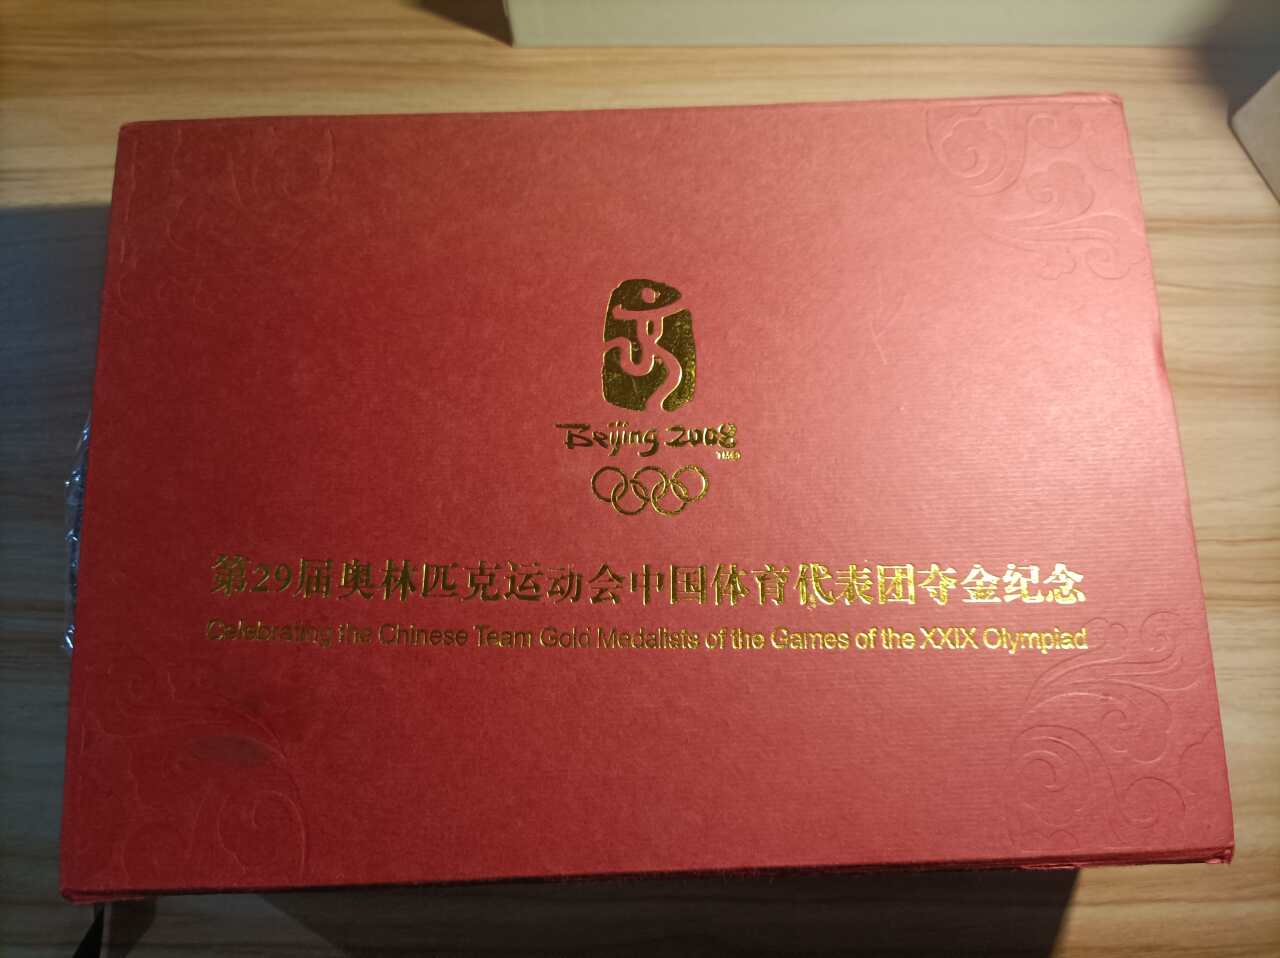 Beijing 2008
第29届奥林匹克运动会中国体育代表团夺金纪念
Celebrating the Chinese Team Gold Medalists of the Games of the XXIX Olympiad